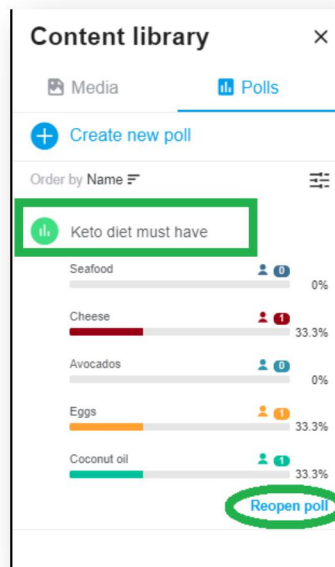 Content library
Media
Polls
Create new poll
Order by Name
Keto diet must have
Seafood 0
0%
Cheese 1
33.3%
Avocados 0
0%
Eggs 1
33.3%
Coconut oil 1
33.3%
Reopen poll